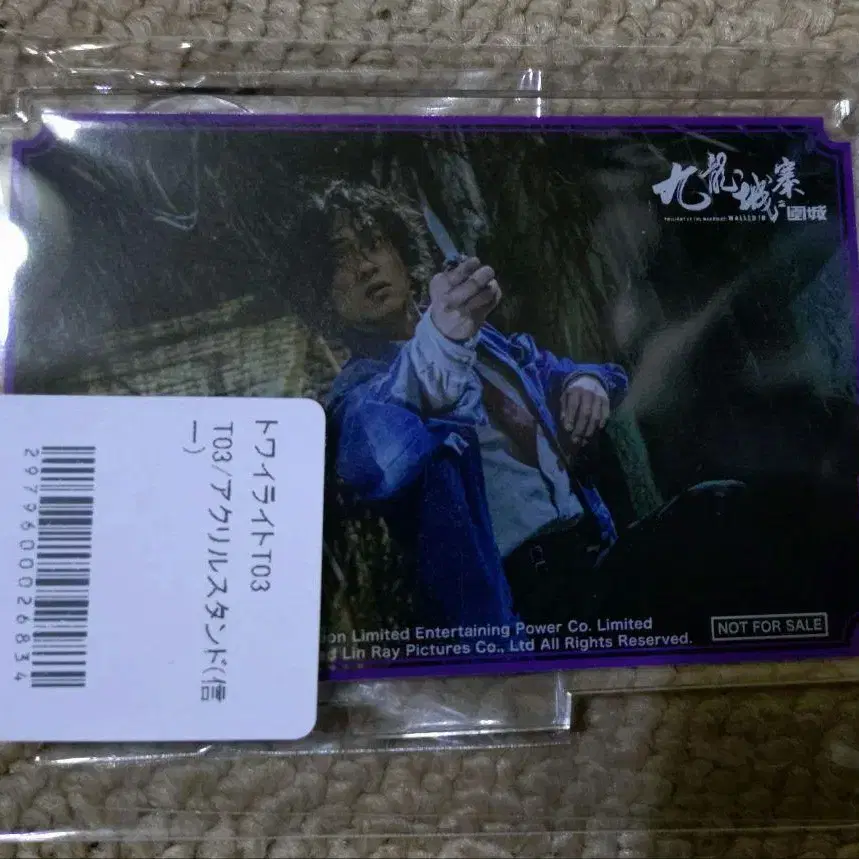 九龍城寨
之圍城
TWILIGHT OF THE WARRIORS: WALLED IN
トワイライトT03
T03/アクリルスタンド(信
一)
2979600026834
ion Limited Entertaining Power Co. Limited
d Lin Ray Pictures Co., Ltd All Rights Reserved.
NOT FOR SALE